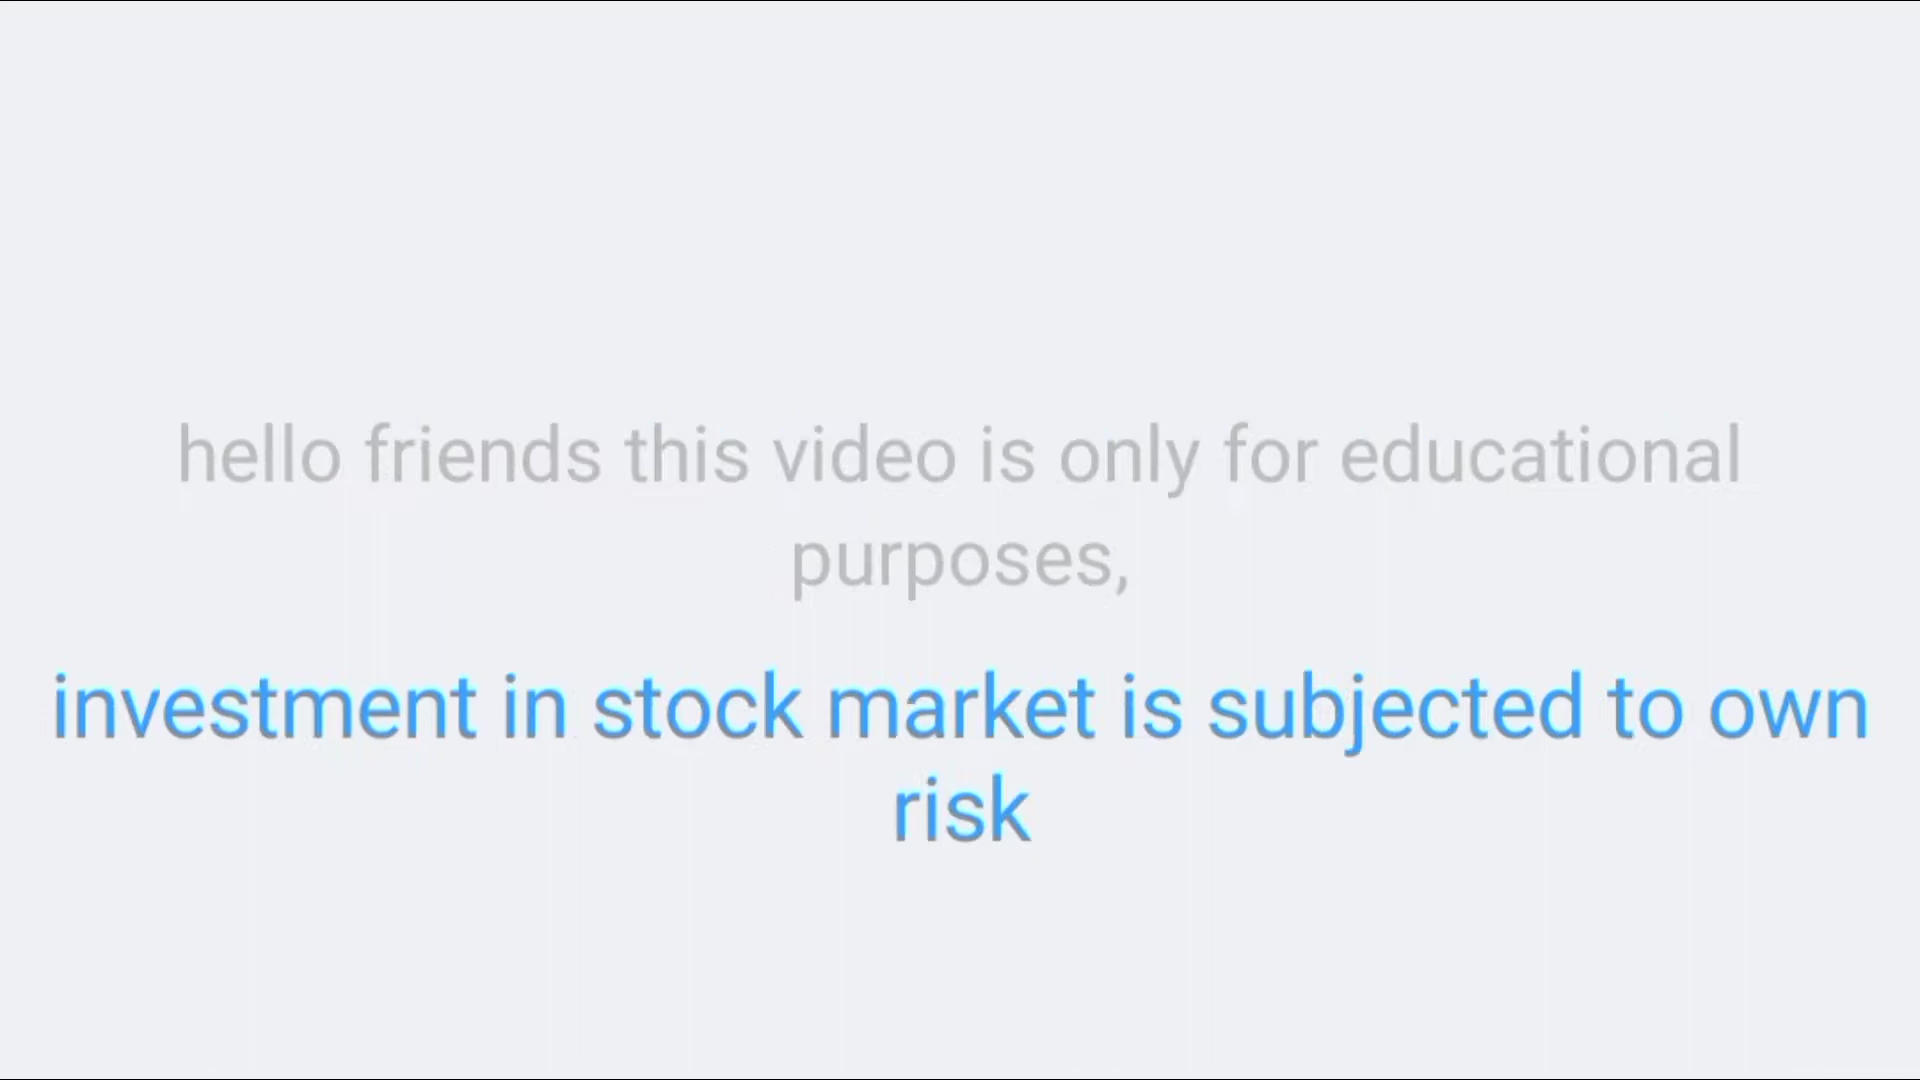 hello friends this video is only for educational
purposes,
investment in stock market is subjected to own
risk